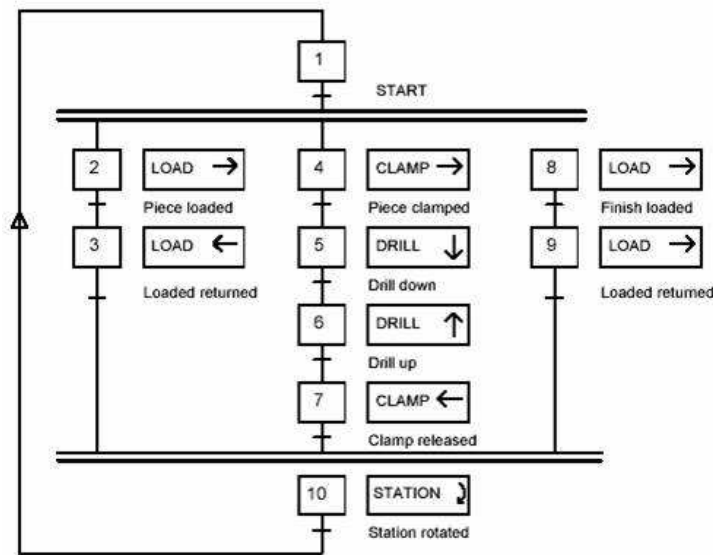 1
START
2 LOAD 4 CLAMP 8 LOAD
Piece loaded Piece clamped Finish loaded
3 LOAD 5 DRILL 9 LOAD
Loaded returned Drill down Loaded returned
6 DRILL
Drill up
7 CLAMP
Clamp released
10 STATION
Station rotated